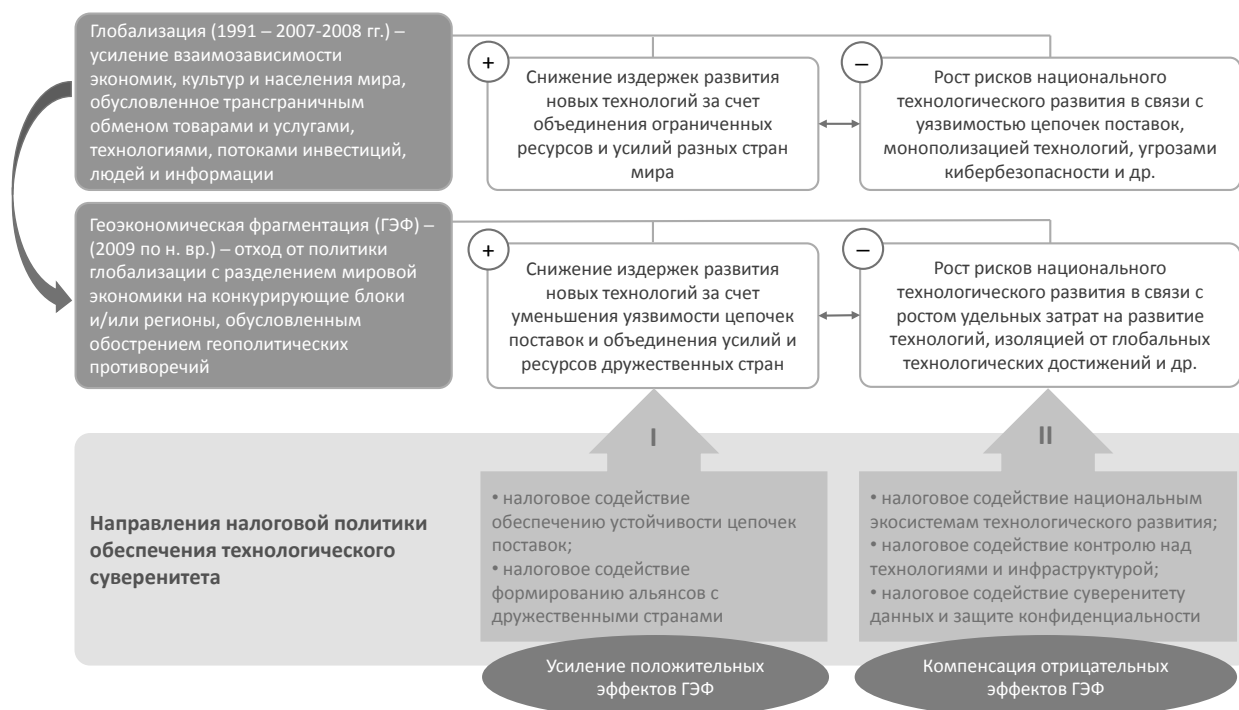 Глобализация (1991 – 2007-2008 гг.) –
усиление взаимозависимости
экономик, культур и населения мира,
обусловленное трансграничным
обменом товарами и услугами,
технологиями, потоками инвестиций,
людей и информации
+
Снижение издержек развития
новых технологий за счет
объединения ограниченных
ресурсов и усилий разных стран
мира
–
Рост рисков национального
технологического развития в связи с
уязвимостью цепочек поставок,
монополизацией технологий, угрозами
кибербезопасности и др.
Геоэкономическая фрагментация (ГЭФ) –
(2009 по н. вр.) – отход от политики
глобализации с разделением мировой
экономики на конкурирующие блоки
и/или регионы, обусловленным
обострением геополитических
противоречий
+
Снижение издержек развития
новых технологий за счет
уменьшения уязвимости цепочек
поставок и объединения усилий и
ресурсов дружественных стран
–
Рост рисков национального
технологического развития в связи с
ростом удельных затрат на развитие
технологий, изоляцией от глобальных
технологических достижений и др.
Направления налоговой политики
обеспечения технологического
суверенитета
I
• налоговое содействие
обеспечению устойчивости цепочек
поставок;
• налоговое содействие
формированию альянсов с
дружественными странами
Усиление положительных
эффектов ГЭФ
II
• налоговое содействие национальным
экосистемам технологического развития;
• налоговое содействие контролю над
технологиями и инфраструктурой;
• налоговое содействие суверенитету
данных и защите конфиденциальности
Компенсация отрицательных
эффектов ГЭФ